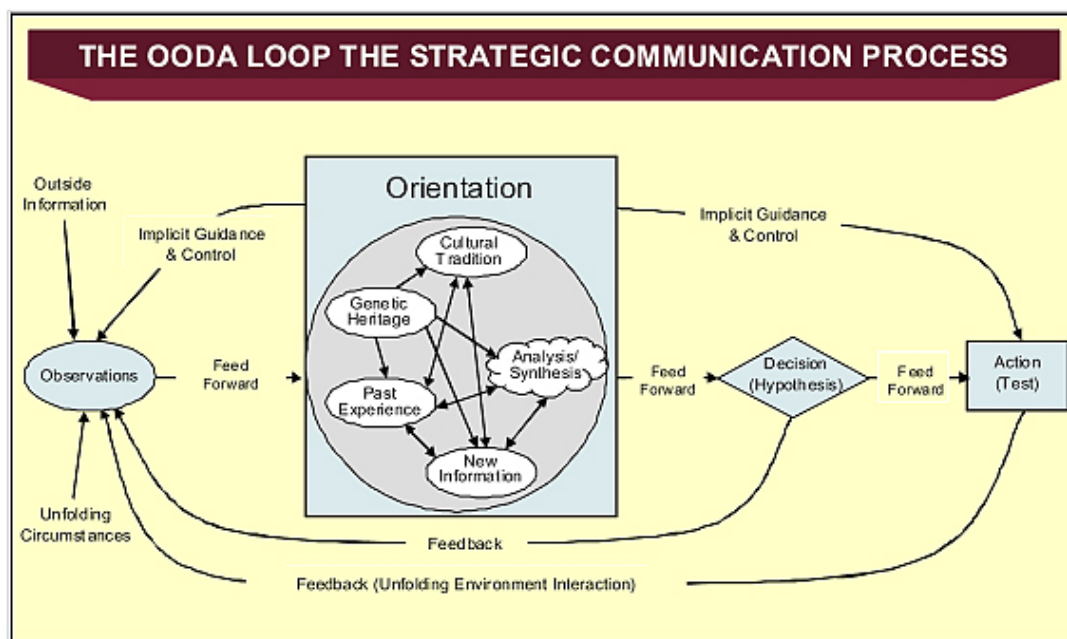 THE OODA LOOP THE STRATEGIC COMMUNICATION PROCESS
Outside
Information
Implicit Guidance
& Control
Orientation
Cultural
Tradition
Genetic
Heritage
Analysis/
Synthesis
Past
Experience
New
Information
Implicit Guidance
& Control
Observations
Feed
Forward
Feed
Forward
Decision
(Hypothesis)
Feed
Forward
Action
(Test)
Unfolding
Circumstances
Feedback
Feedback (Unfolding Environment Interaction)